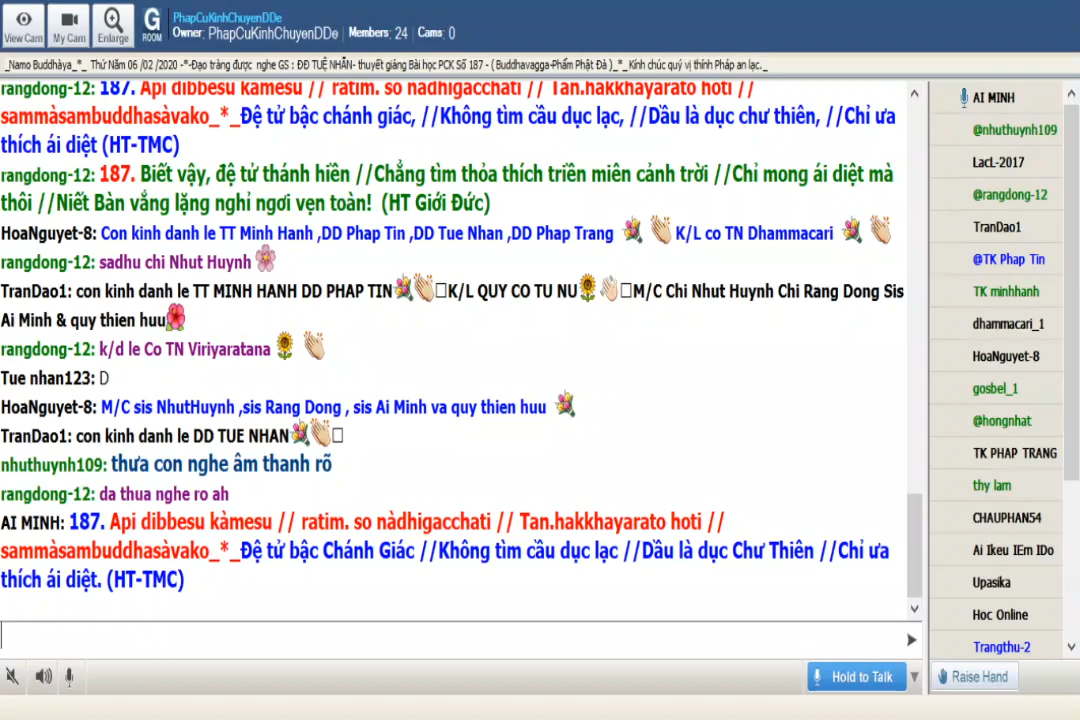 PhapCuKinhChuyenDDe
View Cam
My Cam
Enlarge
G
ROOM
Owner: PhapCuKinhChuyenDDe | Members: 24 | Cams: 0
_Namo Buddhàya_*_ Thứ Năm 06 /02 /2020 -*-Đạo tràng được nghe GS : ĐĐ TUỆ NHẪN- thuyết giảng Bài học PCK Số 187 - ( Buddhavagga-Phẩm Phật Đà )_*_Kính chúc quý vị thính Pháp an lạc._
rangdong-12: 187. Api dibbesu kàmesu // ratim. so nàdhigacchati // Tan.hakkhayarato hoti //
sammàsambuddhasàvako_*_Đệ tử bậc chánh giác, //Không tìm cầu dục lạc, //Dầu là dục chư thiên, //Chỉ ưa
thích ái diệt (HT-TMC)
rangdong-12: 187. Biết vậy, đệ tử thánh hiền //Chẳng tìm thỏa thích triền miên cảnh trời //Chỉ mong ái diệt mà
thôi //Niết Bàn vắng lặng nghỉ ngơi vẹn toàn! (HT Giới Đức)
HoaNguyet-8: Con kinh danh le TT Minh Hanh ,DD Phap Tin ,DD Tue Nhan ,DD Phap Trang K/L co TN Dhammacari
rangdong-12: sadhu chi Nhut Huynh
TranDao1: con kinh danh le TT MINH HANH DD PHAP TIN K/L QUY CO TU NU M/C Chi Nhut Huynh Chi Rang Dong Sis
Ai Minh & quy thien huu
rangdong-12: k/d le Co TN Viriyaratana
Tue nhan123: D
HoaNguyet-8: M/C sis NhutHuynh ,sis Rang Dong , sis Ai Minh va quy thien huu
TranDao1: con kinh danh le DD TUE NHAN
nhuthuynh109: thưa con nghe âm thanh rõ
rangdong-12: da thua nghe ro ah
AI MINH: 187. Api dibbesu kàmesu // ratim. so nàdhigacchati // Tan.hakkhayarato hoti //
sammàsambuddhasàvako_*_Đệ tử bậc Chánh Giác //Không tìm cầu dục lạc //Dầu là dục Chư Thiên //Chỉ ưa
thích ái diệt. (HT-TMC)
AI MINH
@nhuthuynh109
LacL-2017
@rangdong-12
TranDao1
@TK Phap Tin
TK minhhanh
dhammacari_1
HoaNguyet-8
gosbel_1
@hongnhat
TK PHAP TRANG
thy lam
CHAUPHAN54
Ai Ikeu IEm IDo
Upasika
Hoc Online
Trangthu-2
Hold to Talk
Raise Hand